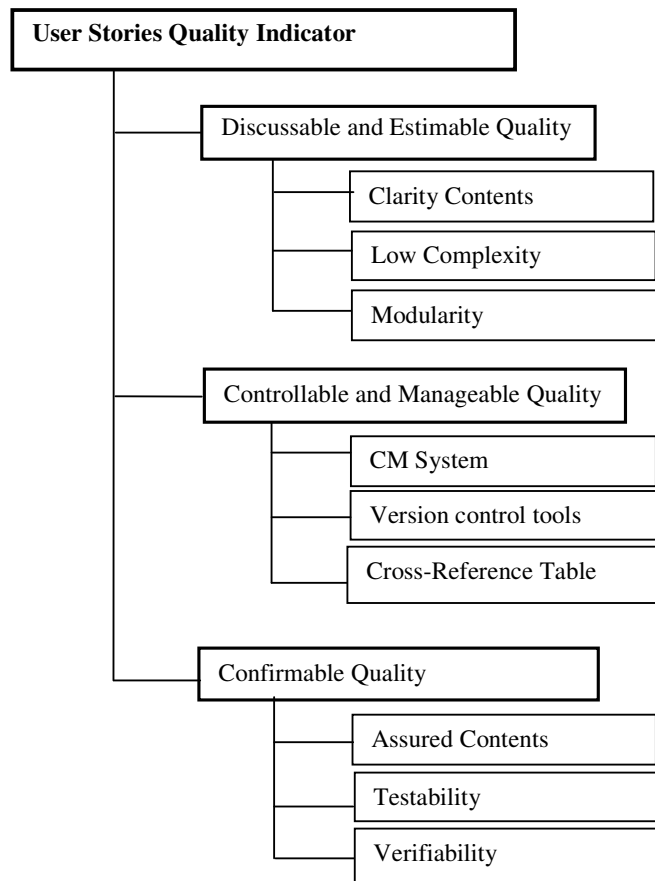 User Stories Quality Indicator
Discussable and Estimable Quality
Clarity Contents
Low Complexity
Modularity
Controllable and Manageable Quality
CM System
Version control tools
Cross-Reference Table
Confirmable Quality
Assured Contents
Testability
Verifiability